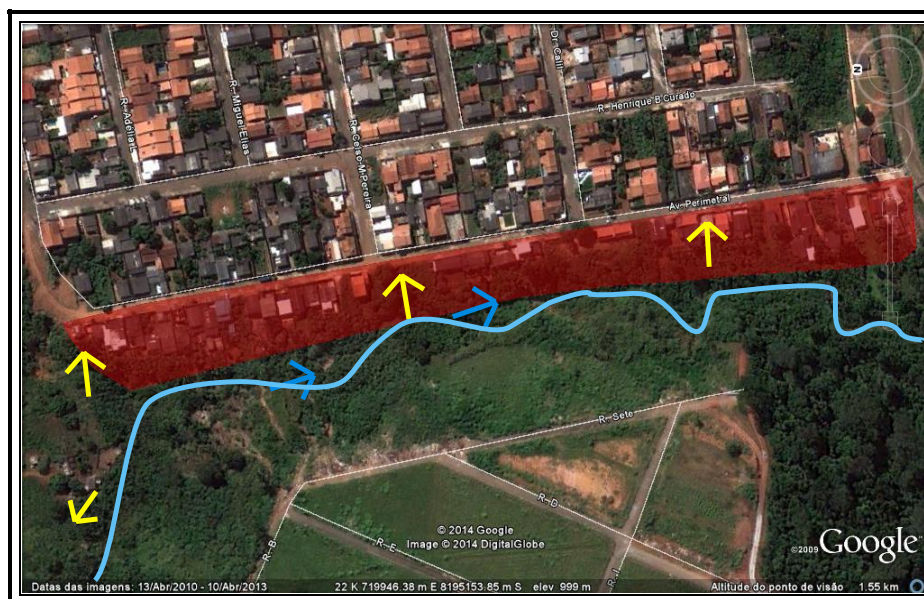 R. Adélia L
R. Miguel Elias
R. Celso M Pereira
Dr. Calil
R. Henrique B Curado
N
Av. Perimetral
R. Sete
R. D
R. B
R. E
R. I
© 2014 Google
Image © 2014 DigitalGlobe
©2009 Google
Datas das imagens: 13/Abr/2010 - 10/Abr/2013 22 K 719946.38 m E 8195153.85 m S elev 999 m Altitude do ponto de visão 1.55 km